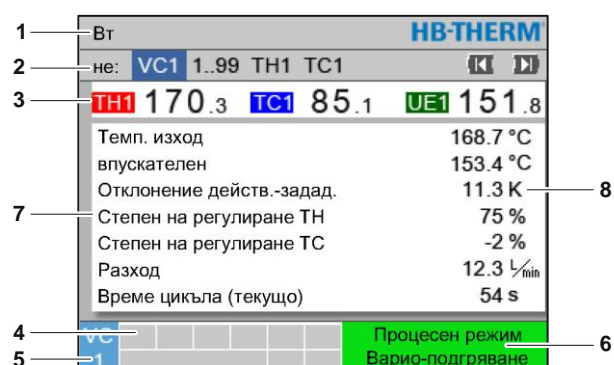 1 Вт HB-THERM
2 не: VC1 1..99 TH1 TC1
3 TH1 170.3 TC1 85.1 UE1 151.8
Темп. изход 168.7 °C
впускателен 153.4 °C
Отклонение действ.-задад. 11.3 K 8
7 Степен на регулиране TH 75 %
Степен на регулиране TC -2 %
Разход 12.3 L/min
Време цикъла (текущо) 54 s
4 VC Процесен режим 6
5 -1 Варио-подгряване